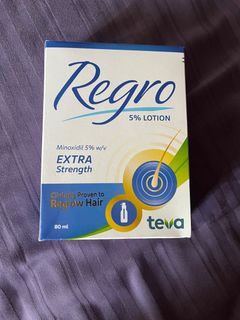 Regro
5% LOTION
Minoxidil 5% w/v
EXTRA
Strength
Clinically Proven to
Regrow Hair
80 ml
teva